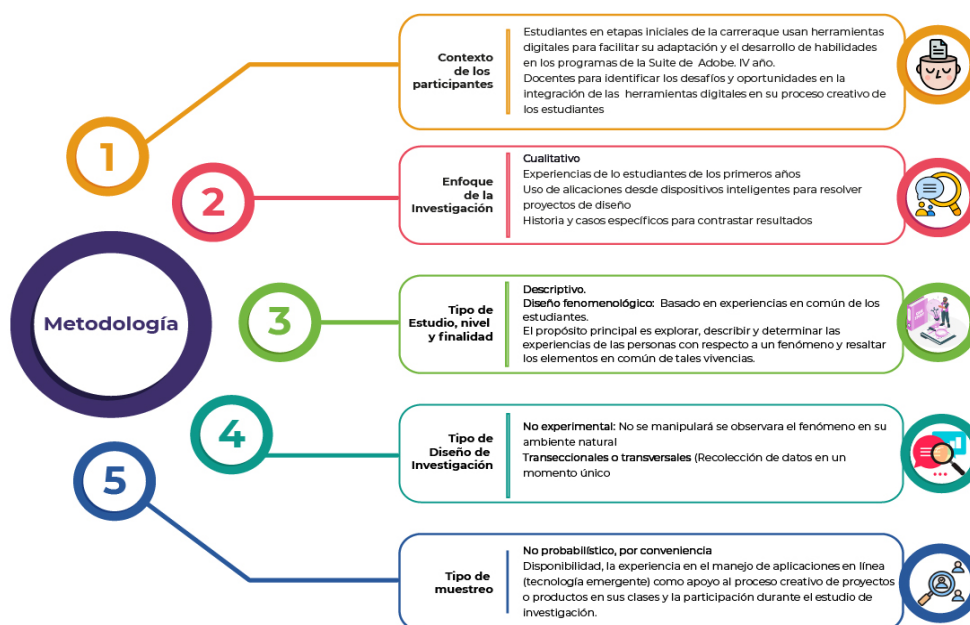 Metodología
1
Contexto
de los
participantes
Estudiantes en etapas iniciales de la carreraque usan herramientas
digitales para facilitar su adaptación y el desarrollo de habilidades
en los programas de la Suite de Adobe. IV año.
Docentes para identificar los desafíos y oportunidades en la
integración de las herramientas digitales en su proceso creativo de
los estudiantes
2
Enfoque
de la
Investigación
Cualitativo
Experiencias de lo estudiantes de los primeros años
Uso de alicaciones desde dispositivos inteligentes para resolver
proyectos de diseño
Historia y casos específicos para contrastar resultados
3
Tipo de
Estudio, nivel
y finalidad
Descriptivo.
Diseño fenomenológico: Basado en experiencias en común de los
estudiantes.
El propósito principal es explorar, describir y determinar las
experiencias de las personas con respecto a un fenómeno y resaltar
los elementos en común de tales vivencias.
4
Tipo de
Diseño de
Investigación
No experimental: No se manipulará se observara el fenómeno en su
ambiente natural
Transeccionales o transversales (Recolección de datos en un
momento único
5
Tipo de
muestreo
No probabilístico, por conveniencia
Disponibilidad, la experiencia en el manejo de aplicaciones en línea
(tecnología emergente) como apoyo al proceso creativo de proyectos
o productos en sus clases y la participación durante el estudio de
investigación.